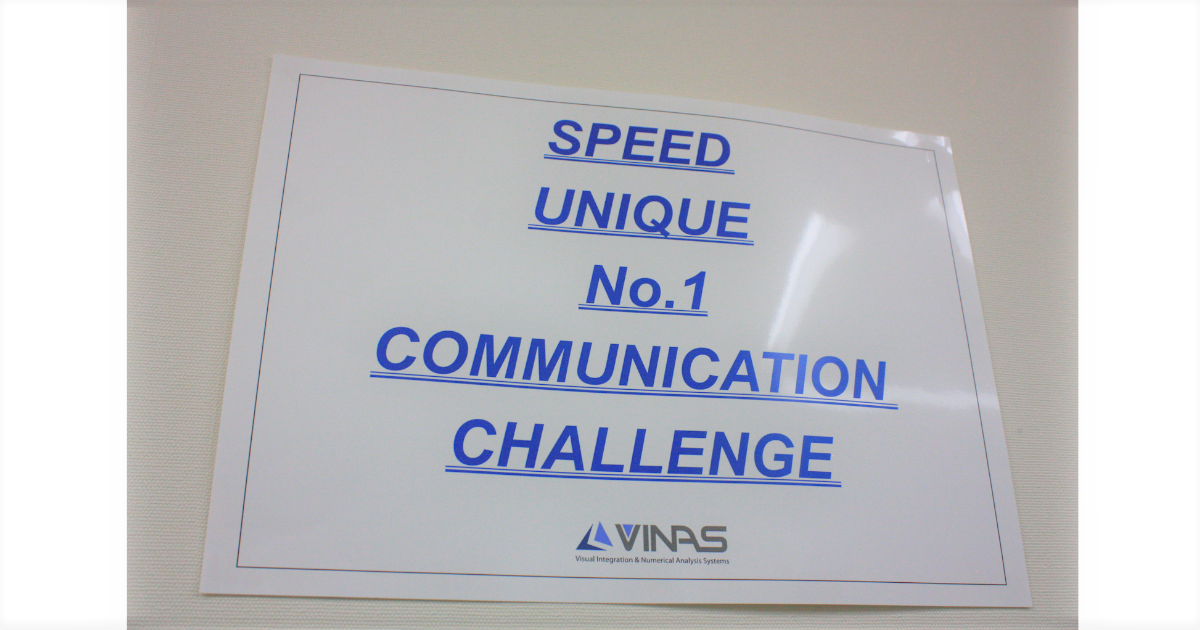 SPEED
UNIQUE
No.1
COMMUNICATION
CHALLENGE
VINAS
Visual Integration & Numerical Analysis Systems